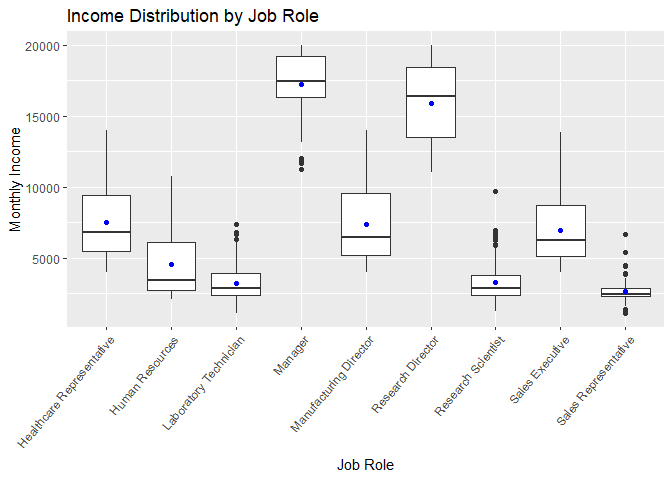 Income Distribution by Job Role
Monthly Income
20000
15000
10000
5000
Healthcare Representative
Human Resources
Laboratory Technician
Manager
Manufacturing Director
Research Director
Research Scientist
Sales Executive
Sales Representative
Job Role